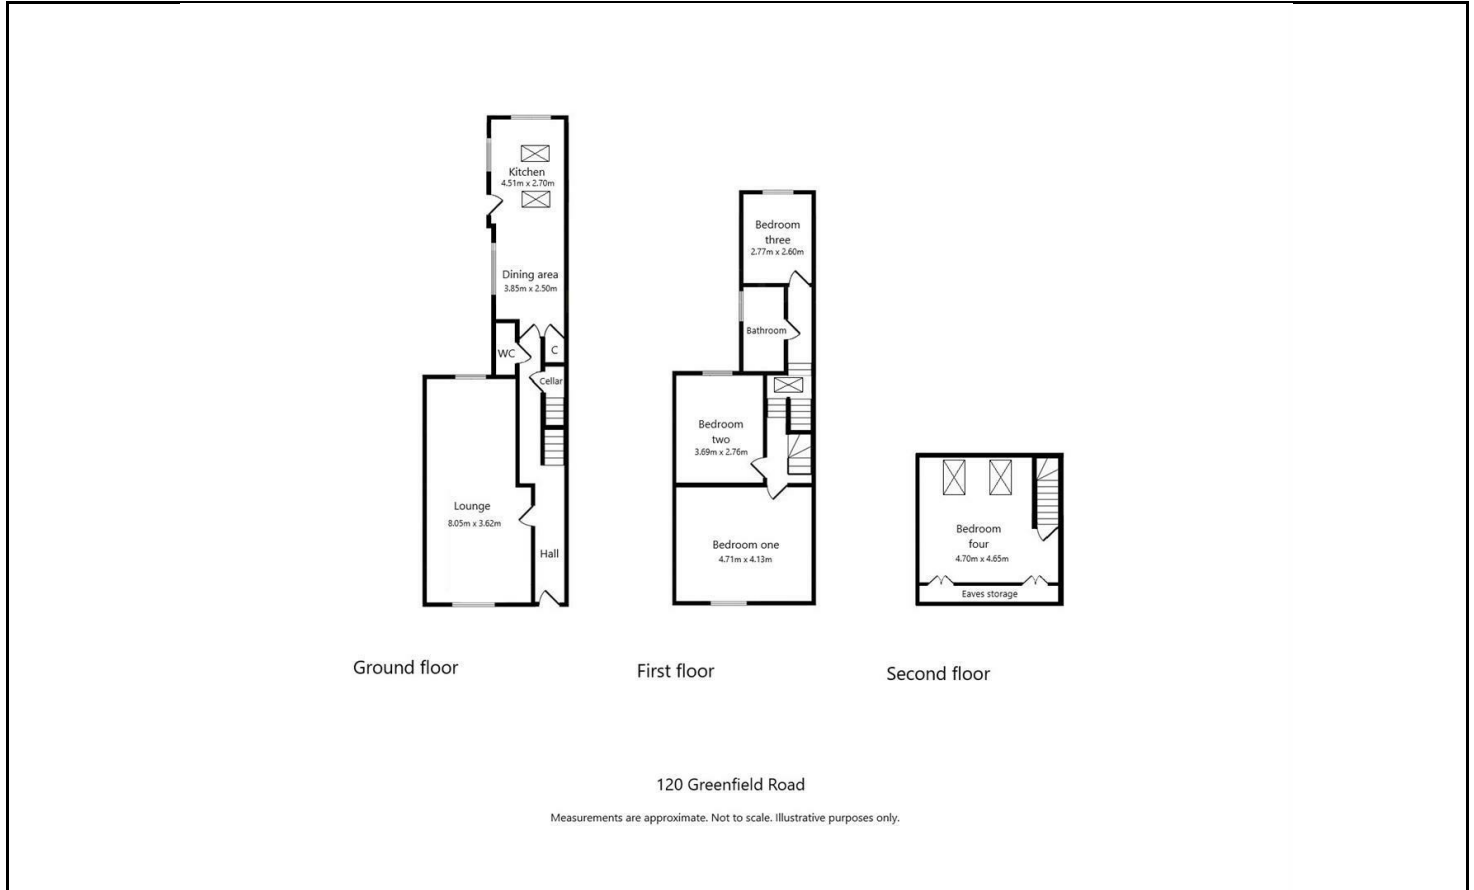 Kitchen
4.51m x 2.70m
Dining area
3.85m x 2.50m
WC
C
Cellar
Lounge
8.05m x 3.62m
Hall
Ground floor
Bedroom
three
2.77m x 2.60m
Bathroom
Bedroom
two
3.69m x 2.76m
Bedroom one
4.71m x 4.13m
First floor
Bedroom
four
4.70m x 4.65m
Eaves storage
Second floor
120 Greenfield Road
Measurements are approximate. Not to scale. Illustrative purposes only.